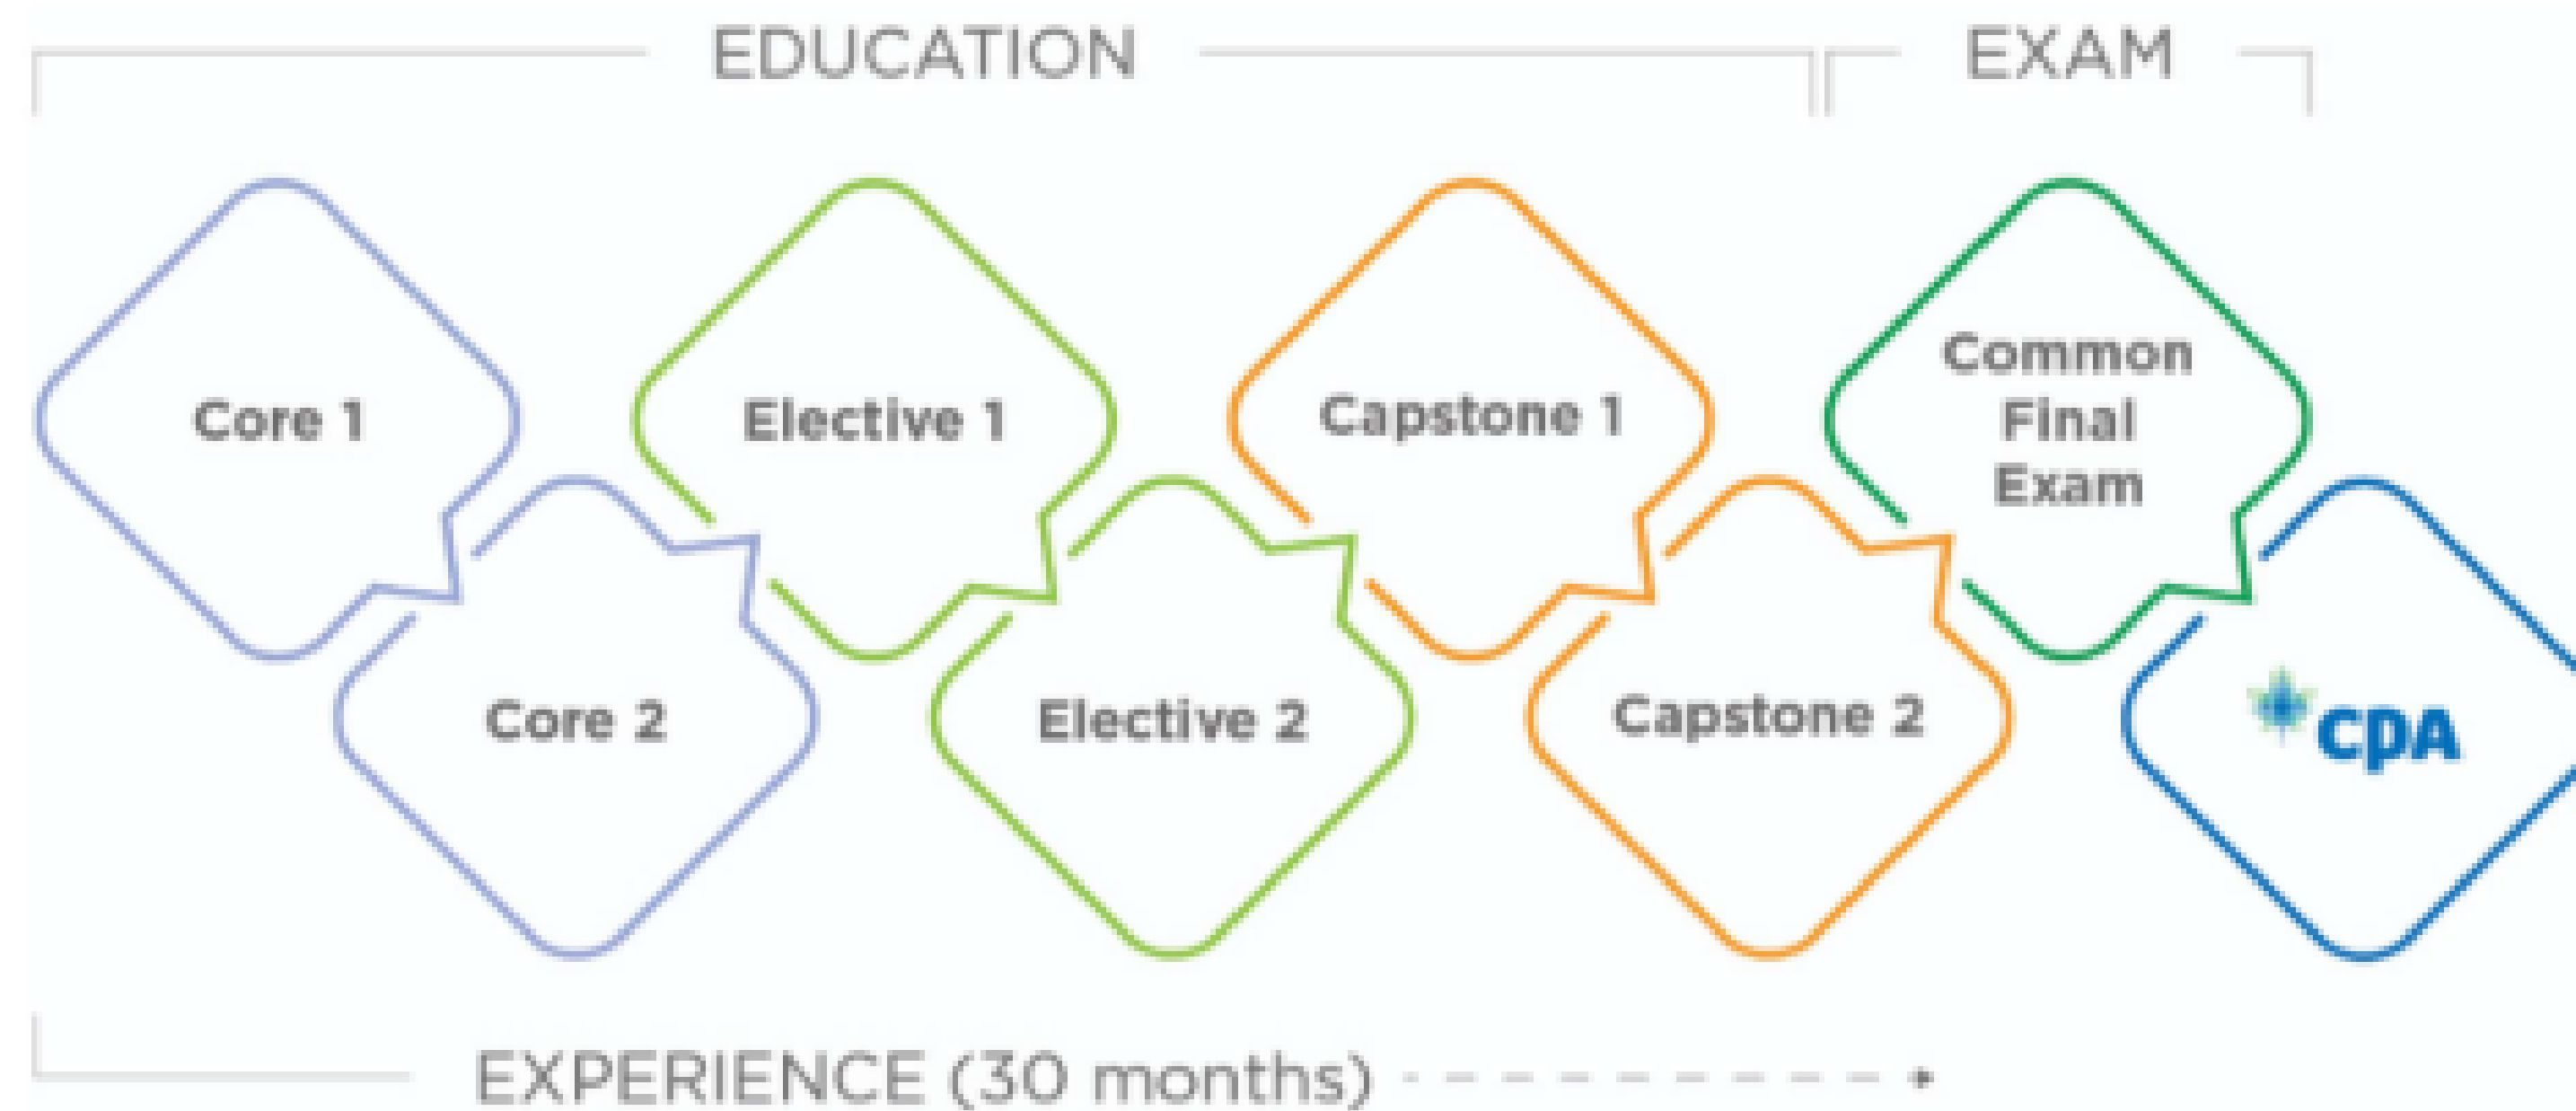 EDUCATION
EXAM
Core 1
Elective 1
Capstone 1
Common
Final
Exam
Core 2
Elective 2
Capstone 2
CPA
EXPERIENCE (30 months)